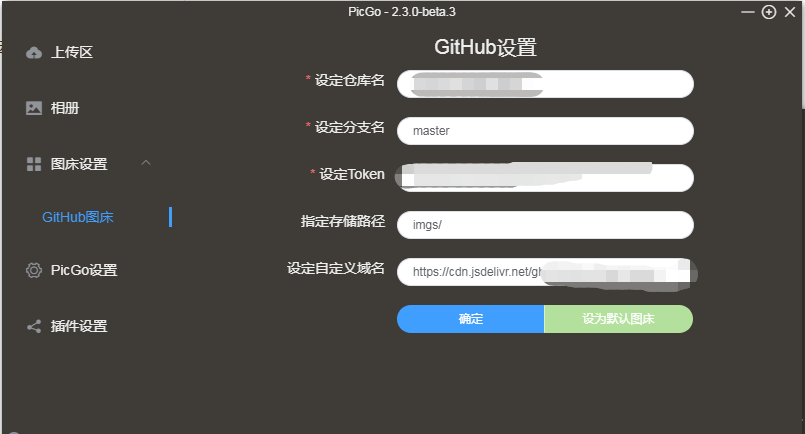 PicGo - 2.3.0-beta.3
上传区
相册
图床设置
GitHub图床
PicGo设置
插件设置
GitHub设置
* 设定仓库名
* 设定分支名
master
* 设定Token
指定存储路径
imgs/
设定自定义域名
https://cdn.jsdelivr.net/gh
确定
设为默认图床